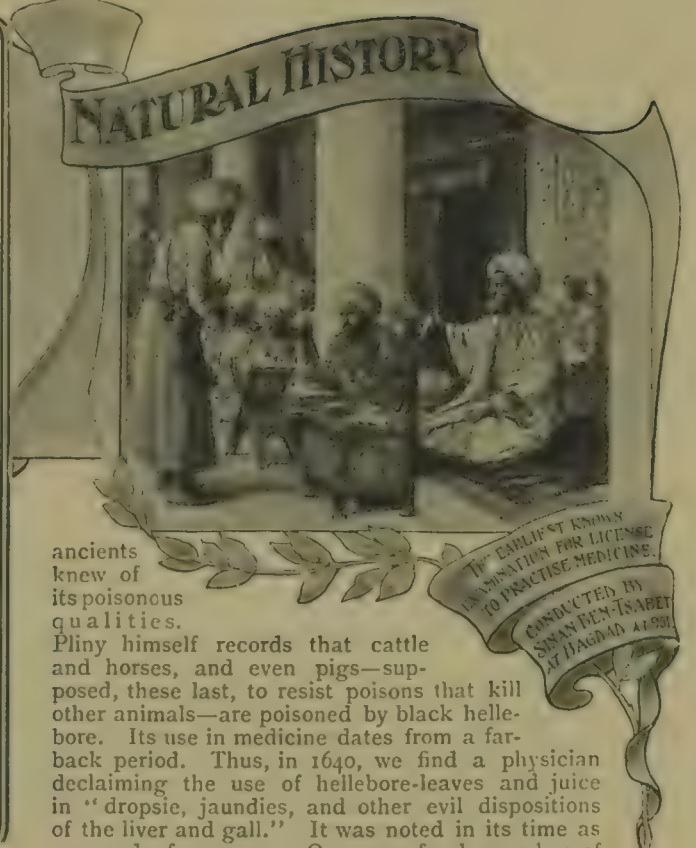 NATURAL HISTORY
THE EARLIEST KNOWN
EXAMINATION FOR LICENSE
TO PRACTISE MEDICINE.
CONDUCTED BY
SINAN BEN-TSABET
AT BAGDAD A.D. 931.
ancients
knew of
its poisonous
qualities.
Pliny himself records that cattle
and horses, and even pigs—sup-
posed, these last, to resist poisons that kill
other animals—are poisoned by black helle-
bore. Its use in medicine dates from a far-
back period. Thus, in 1640, we find a physician
declaiming the use of hellebore-leaves and juice
in “dropsie, jaundies, and other evil dispositions
of the liver and gall.” It was noted in its time as